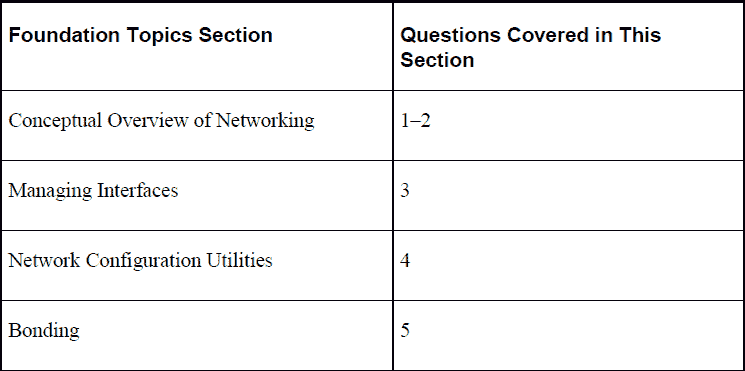 Foundation Topics Section
Questions Covered in This
Section
Conceptual Overview of Networking
1–2
Managing Interfaces
3
Network Configuration Utilities
4
Bonding
5